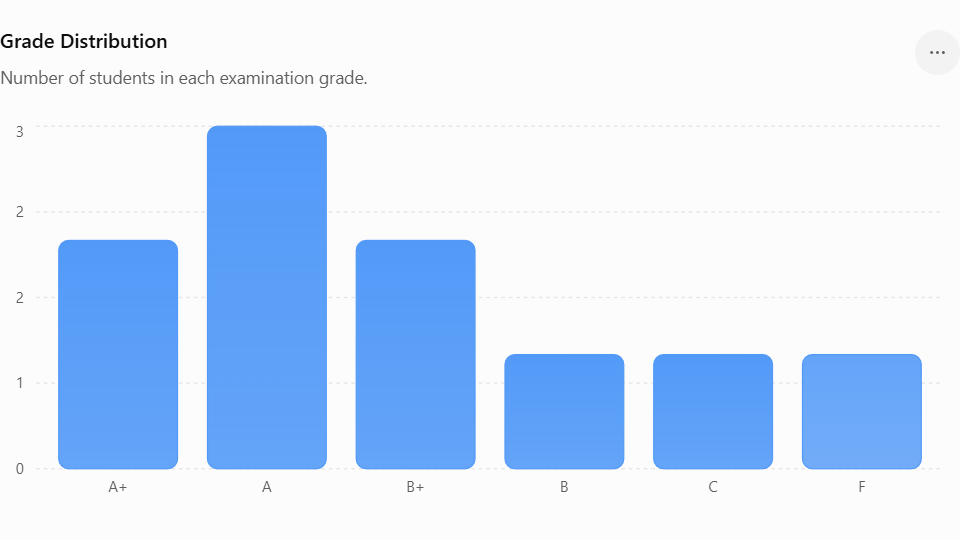 Grade Distribution
Number of students in each examination grade.
3
2
2
1
0
A+ A B+ B C F